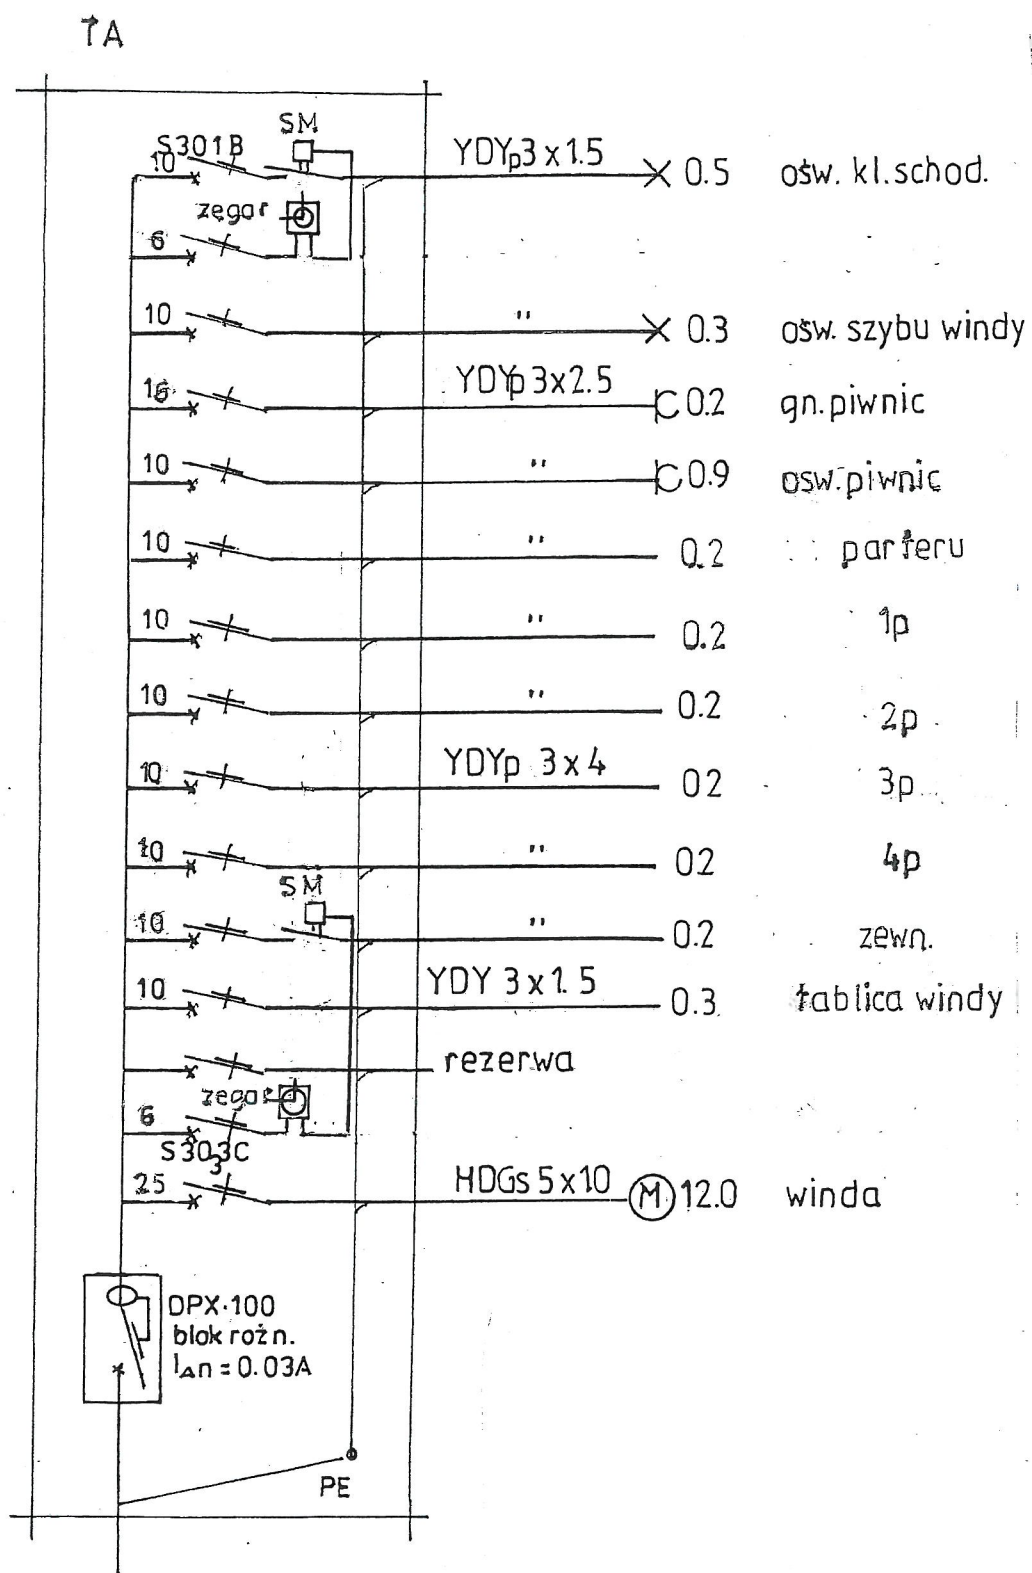 TA
SM
S301B
10 YDYp3x1.5 0.5 ośw. kl.schod.
zegar
6
10 " 0.3 ośw. szybu windy
16 YDYp 3x2.5 0.2 gn.piwnic
10 " 0.9 osw.piwnic
10 " 0.2 parteru
10 " 0.2 1p
10 " 0.2 2p
10 YDYp 3x4 02 3p
10 " 02 4p
SM
10 " 0.2 zewn.
10 YDY 3x1.5 0.3 tablica windy
rezerwa
zegar
6
S303C
3
25 HDGs 5x10 M 12.0 winda
DPX·100
blok rożn.
I∆n = 0.03A
PE